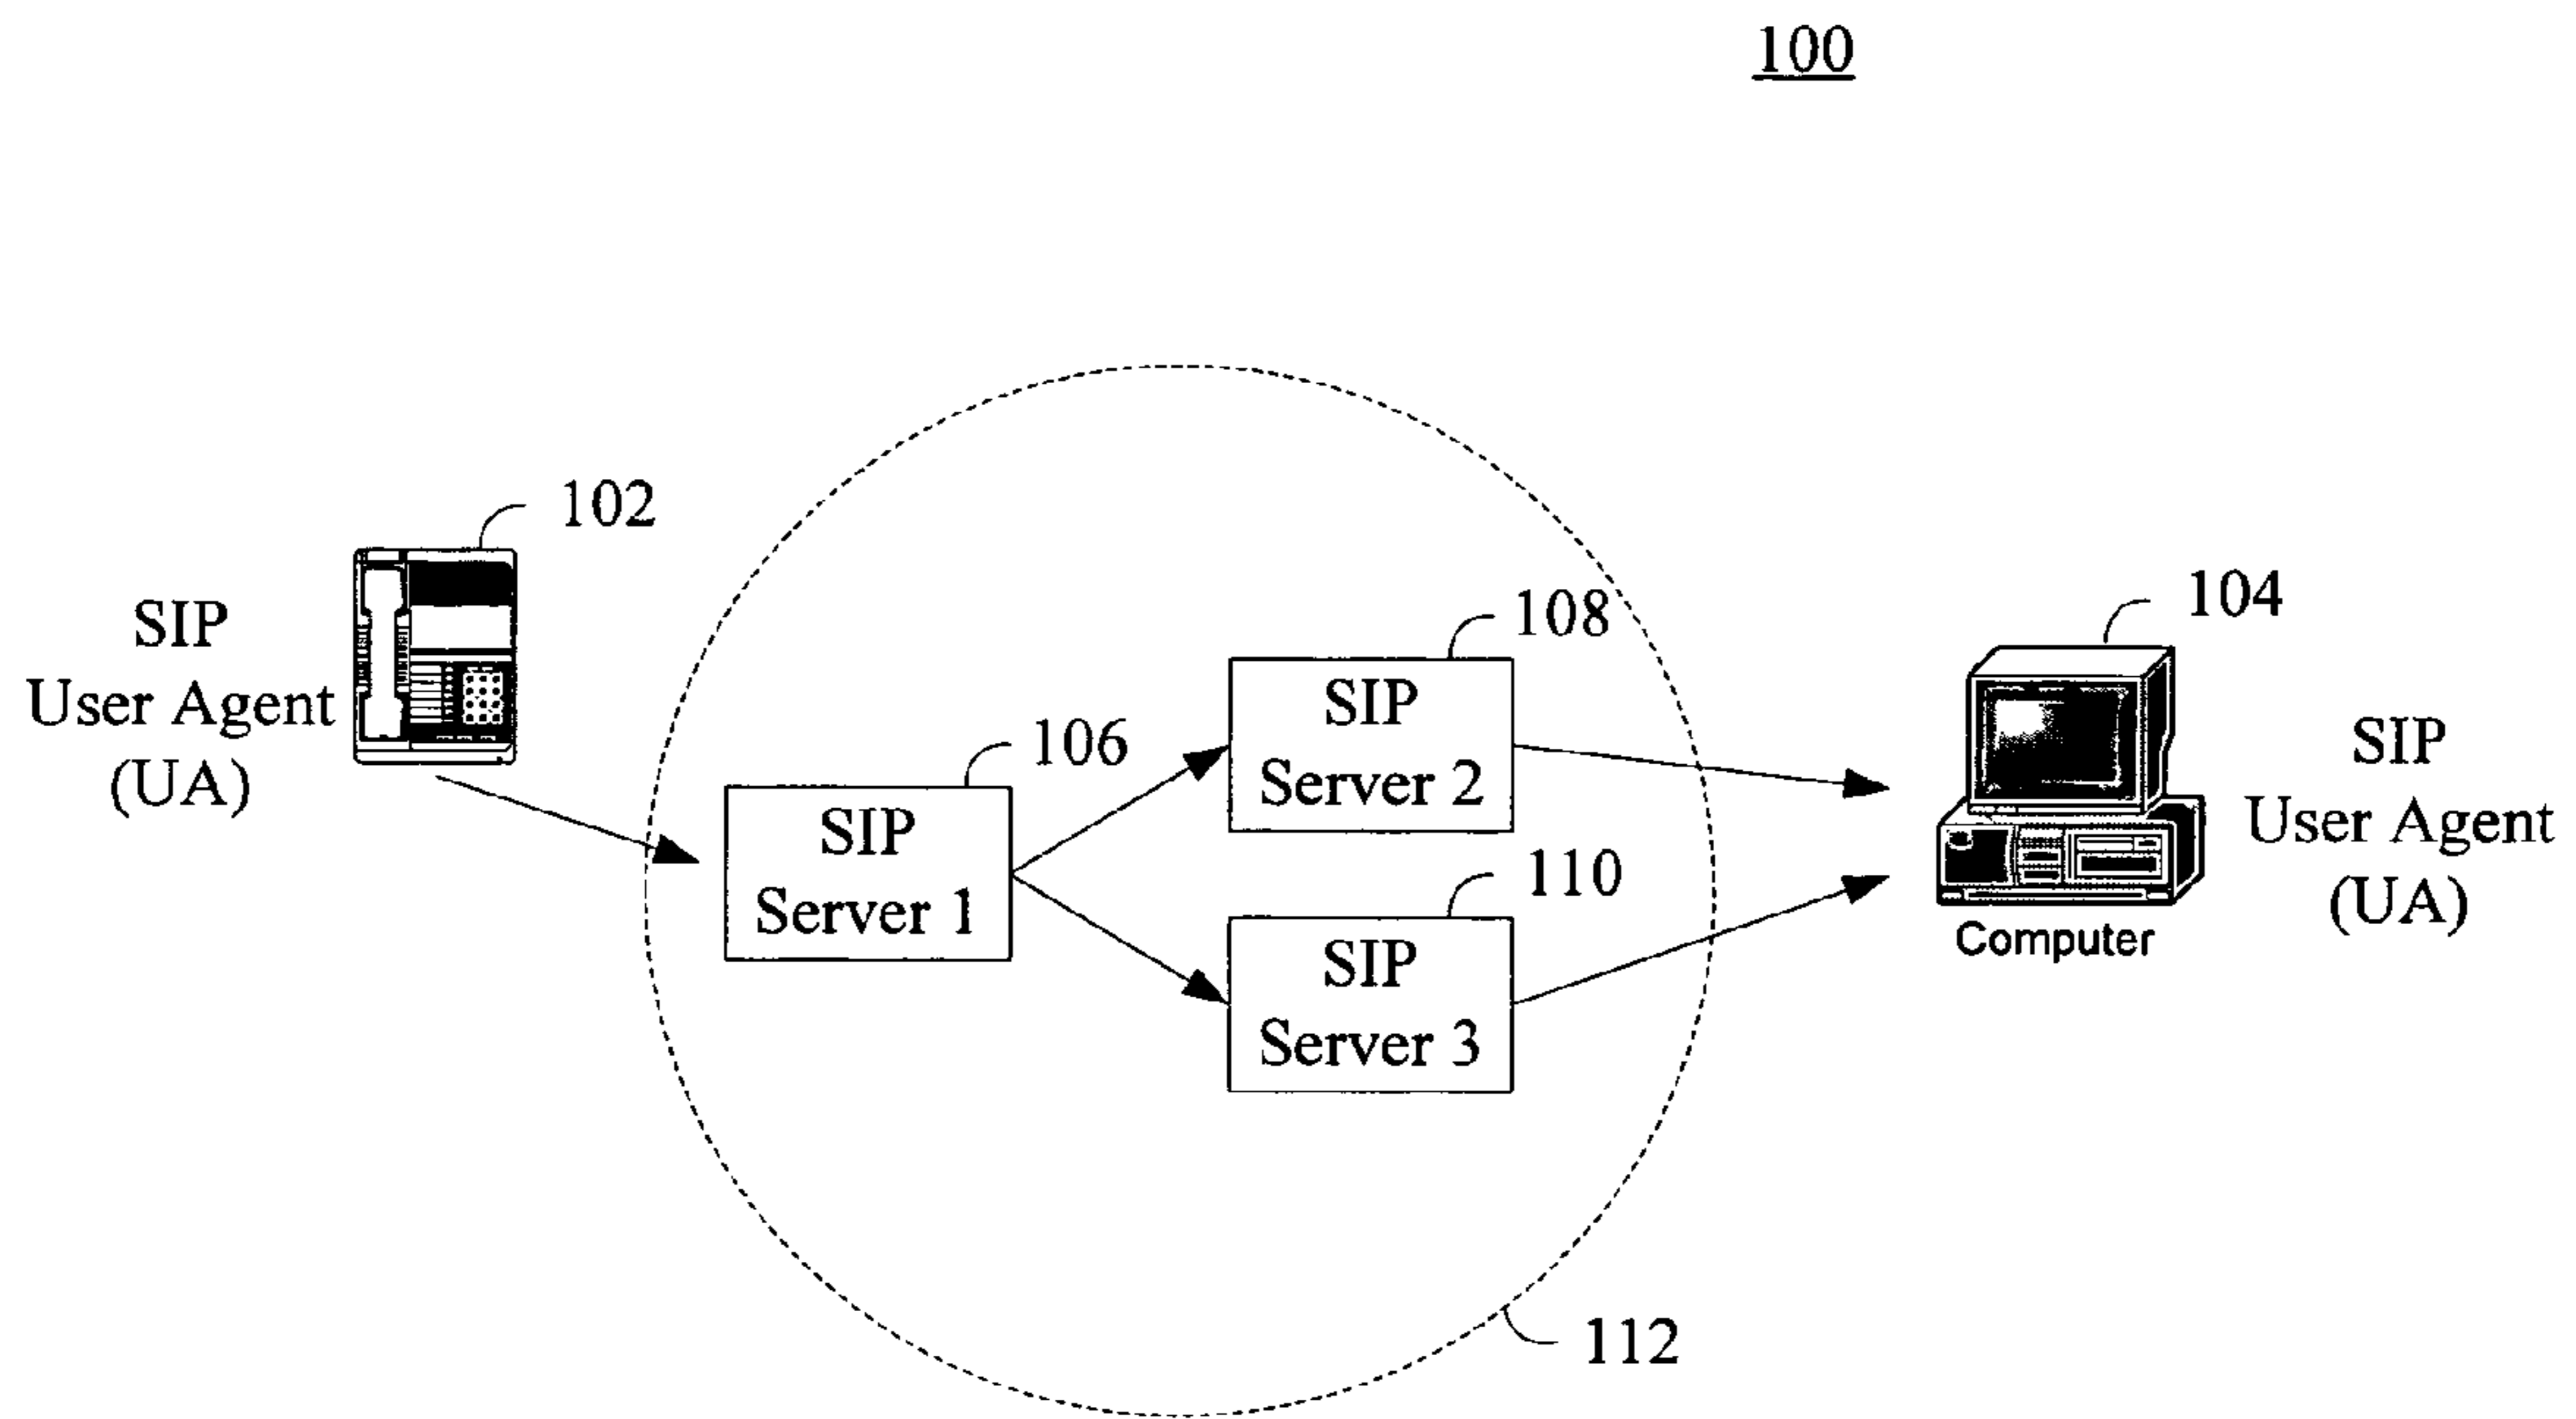 100
102
SIP
User Agent
(UA)
106
SIP
Server 1
108
SIP
Server 2
110
SIP
Server 3
104
Computer
SIP
User Agent
(UA)
112